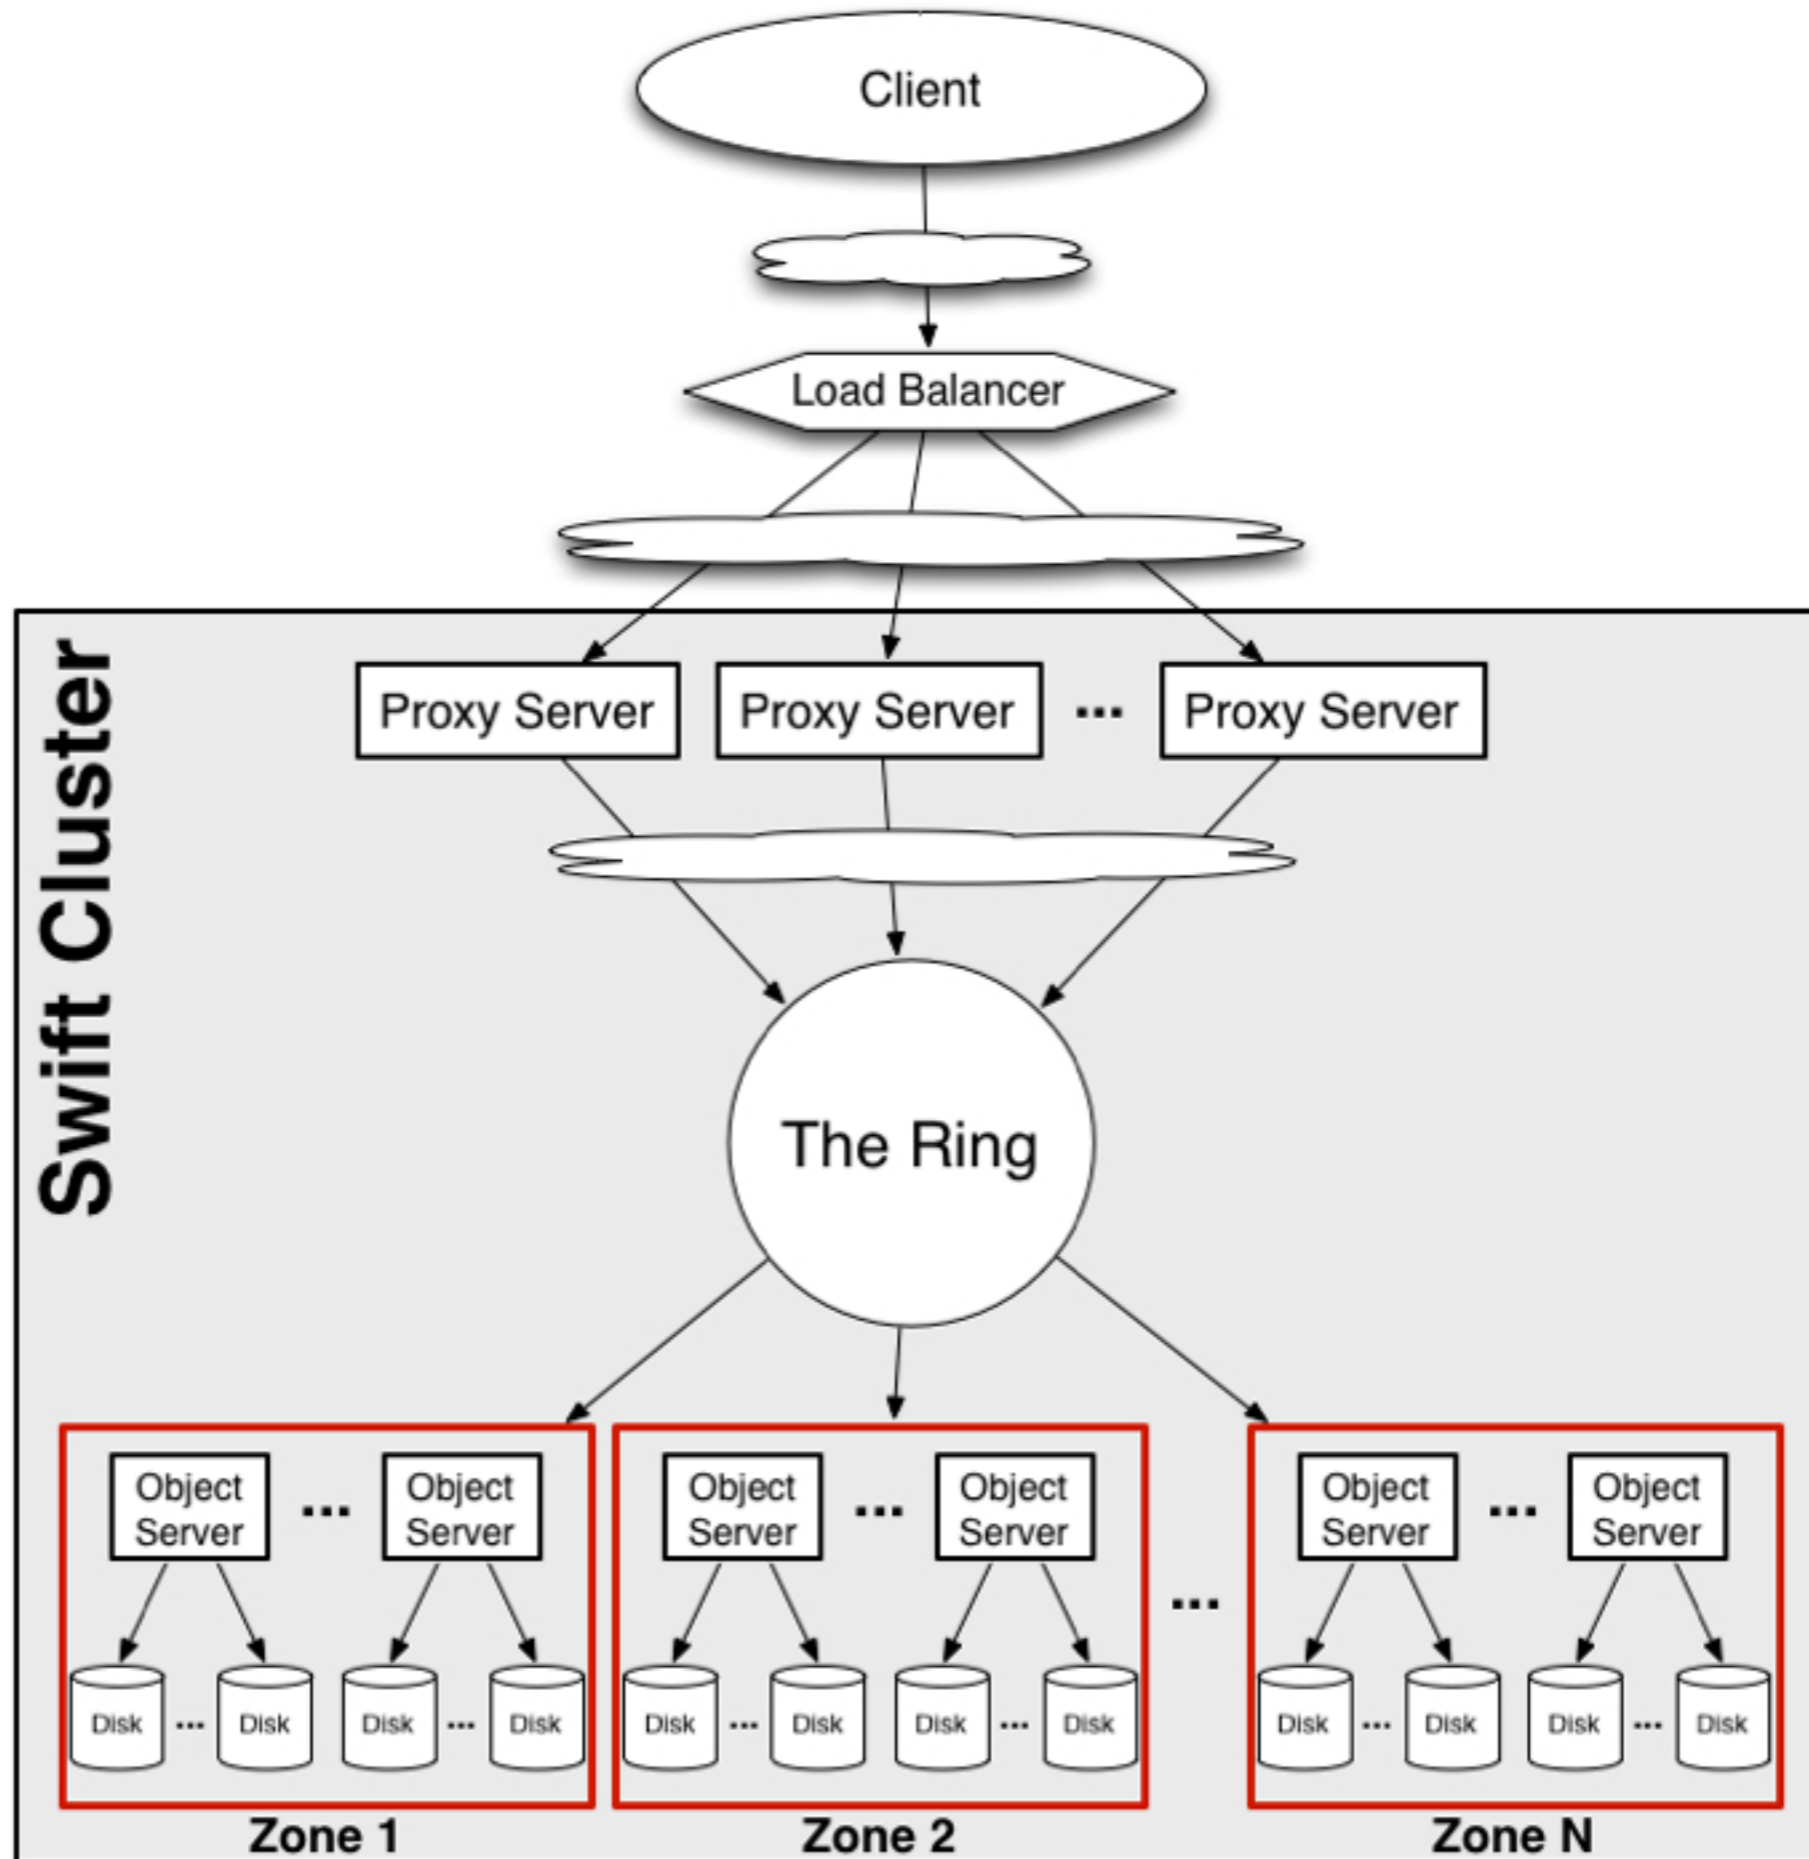 Client
Load Balancer
Swift Cluster
Proxy Server Proxy Server ... Proxy Server
The Ring
Object Server ... Object Server
Object Server ... Object Server
...
Object Server ... Object Server
Disk ... Disk Disk ... Disk
Disk ... Disk Disk ... Disk
Disk ... Disk Disk ... Disk
Zone 1
Zone 2
Zone N